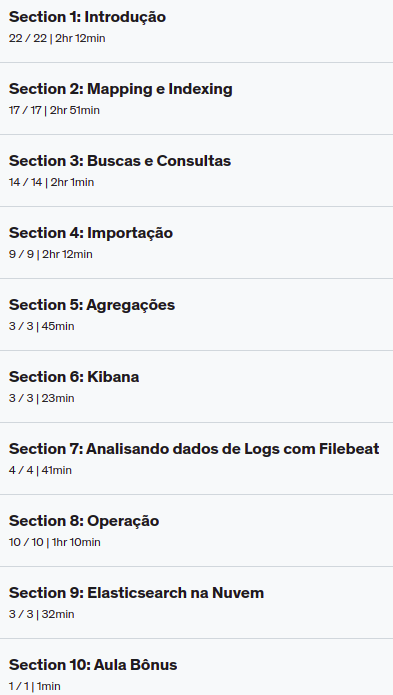 Section 1: Introdução
22 / 22 | 2hr 12min
Section 2: Mapping e Indexing
17 / 17 | 2hr 51min
Section 3: Buscas e Consultas
14 / 14 | 2hr 1min
Section 4: Importação
9 / 9 | 2hr 12min
Section 5: Agregações
3 / 3 | 45min
Section 6: Kibana
3 / 3 | 23min
Section 7: Analisando dados de Logs com Filebeat
4 / 4 | 41min
Section 8: Operação
10 / 10 | 1hr 10min
Section 9: Elasticsearch na Nuvem
3 / 3 | 32min
Section 10: Aula Bônus
1 / 1 | 1min